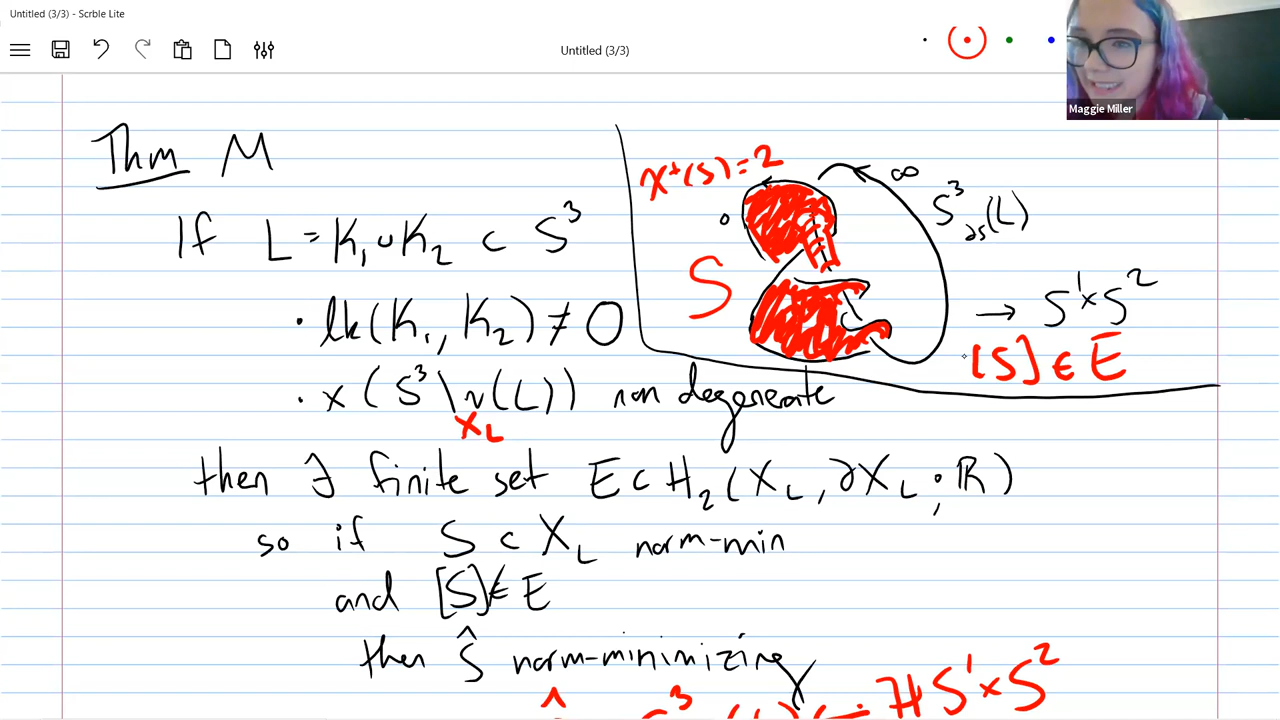 Untitled (3/3) - Scrble Lite
Untitled (3/3)
Maggie Miller
Thm M
If L = K₁ ∪ K₂ ⊂ S³
· lk(K₁, K₂) ≠ 0
· x(S³ \ ν(L)) non degenerate
X_L
then ∃ finite set E ⊂ H₂(X_L, ∂X_L; ℝ)
so if S ⊂ X_L norm-min
and [S] ∉ E
then Ŝ norm-minimizing
χ⁺(S) = 2
∞
0
S
S³_∂S(L)
→ S¹×S²
[S] ∈ E
≠ S¹×S²